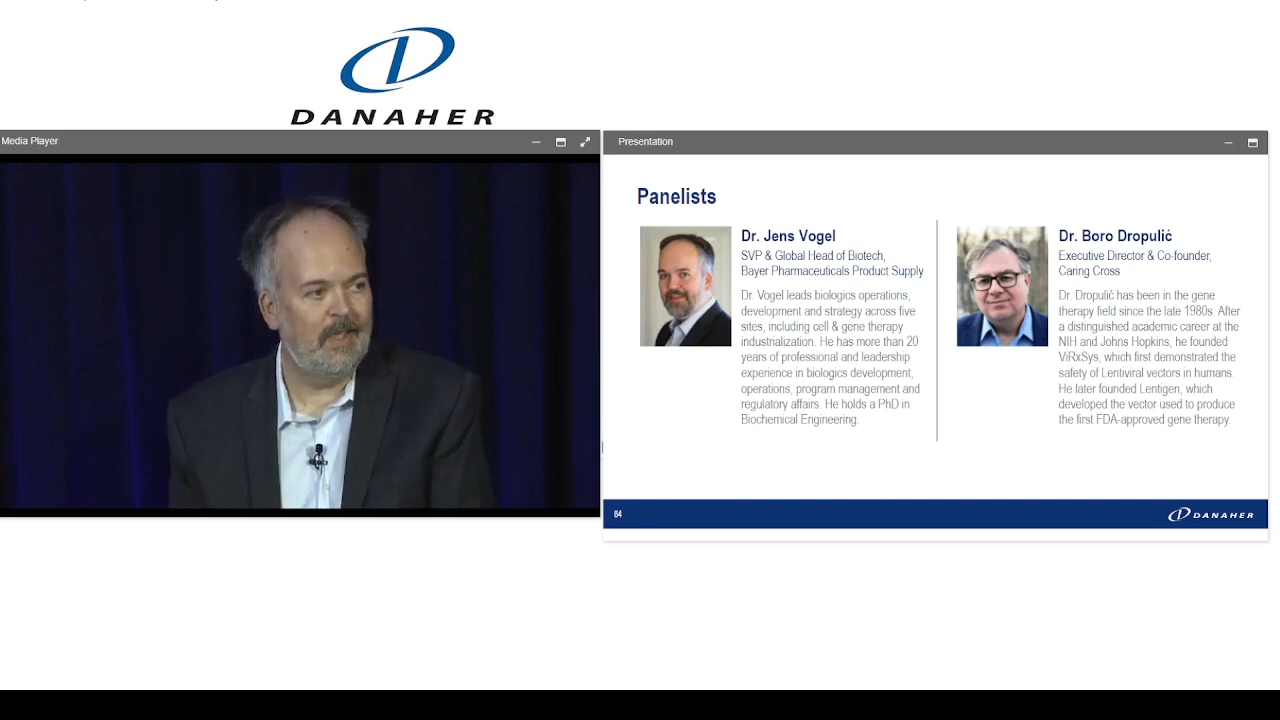 DANAHER
Media Player
Presentation
Panelists
Dr. Jens Vogel
SVP & Global Head of Biotech,
Bayer Pharmaceuticals Product Supply
Dr. Vogel leads biologics operations,
development and strategy across five
sites, including cell & gene therapy
industrialization. He has more than 20
years of professional and leadership
experience in biologics development,
operations, program management and
regulatory affairs. He holds a PhD in
Biochemical Engineering.
Dr. Boro Dropulić
Executive Director & Co-founder,
Caring Cross
Dr. Dropulić has been in the gene
therapy field since the late 1980s. After
a distinguished academic career at the
NIH and Johns Hopkins, he founded
ViRxSys, which first demonstrated the
safety of Lentiviral vectors in humans.
He later founded Lentigen, which
developed the vector used to produce
the first FDA-approved gene therapy.
84
DANAHER